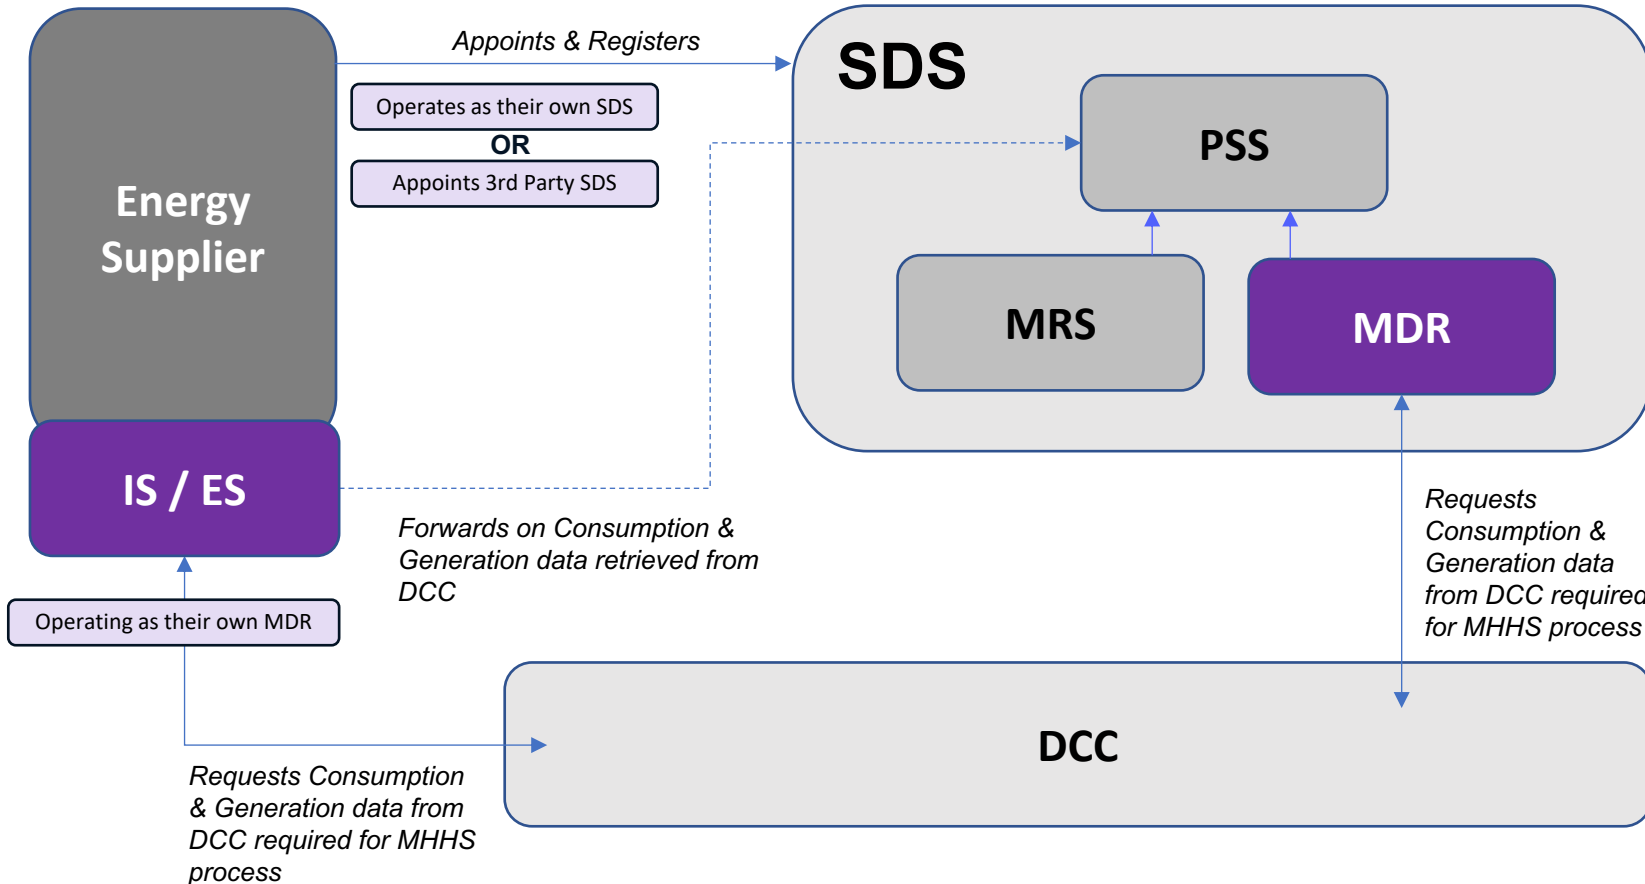 Appoints & Registers
SDS
Operates as their own SDS
OR
Appoints 3rd Party SDS
Energy
Supplier
PSS
MRS
MDR
IS / ES
Forwards on Consumption &
Generation data retrieved from
DCC
Requests
Consumption &
Generation data
from DCC required
for MHHS process
Operating as their own MDR
DCC
Requests Consumption
& Generation data from
DCC required for MHHS
process